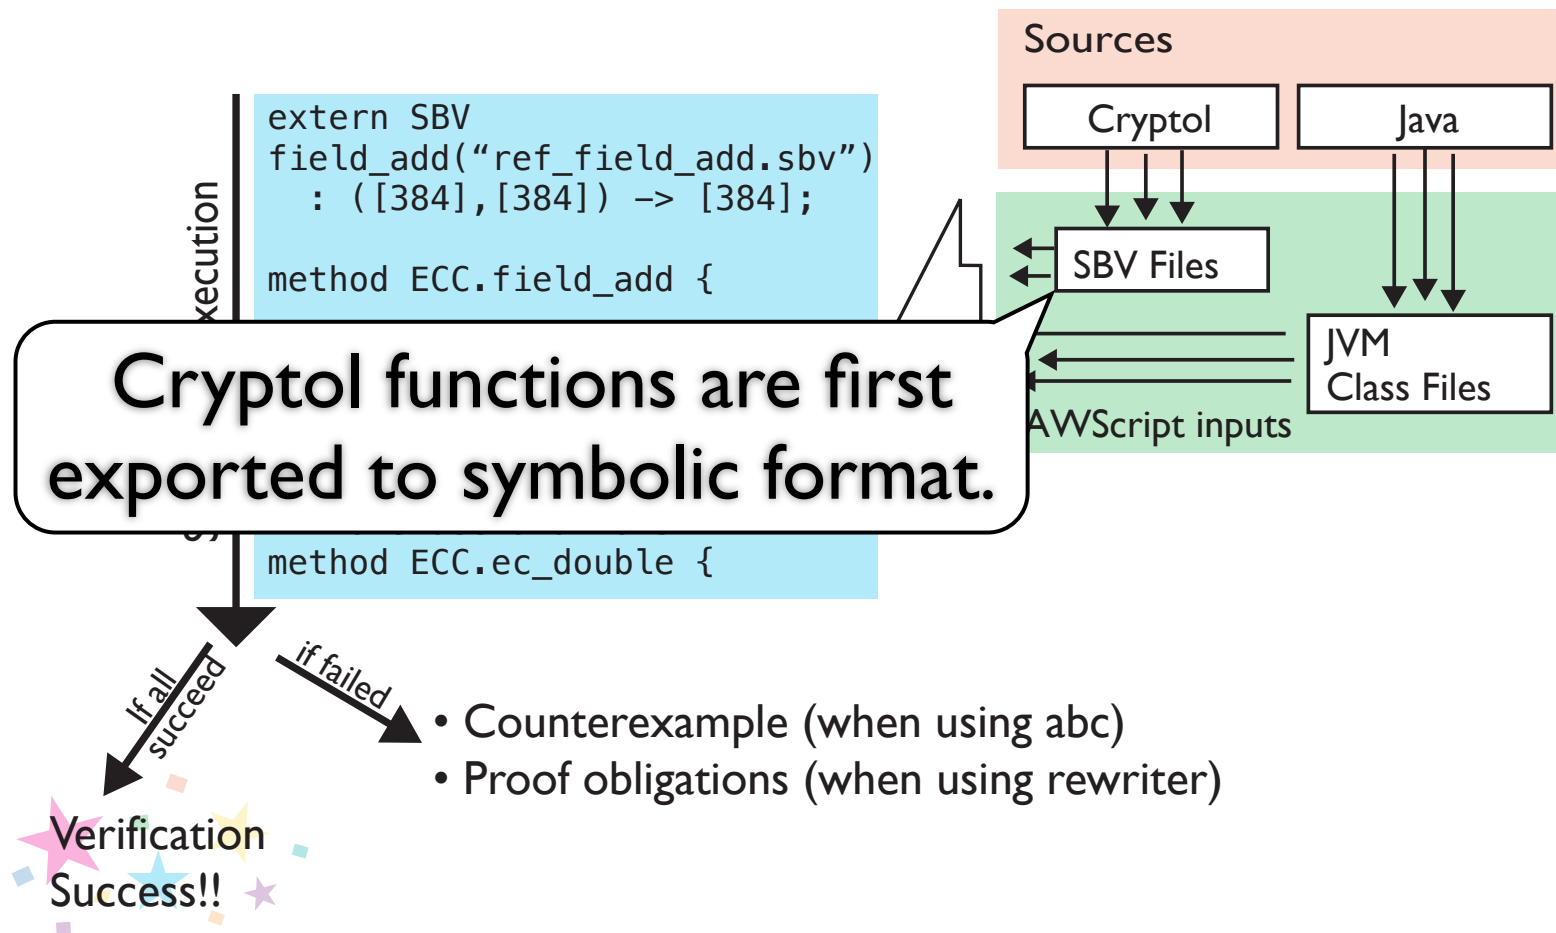 Sources
Cryptol
Java
extern SBV
field_add(“ref_field_add.sbv”)
: ([384],[384]) —> [384];
method ECC.field_add {
SBV Files
JVM
Class Files
AWScript inputs
Cryptol functions are first
exported to symbolic format.
method ECC.ec_double {
If all
succeed
if failed
• Counterexample (when using abc)
• Proof obligations (when using rewriter)
Verification
Success!!